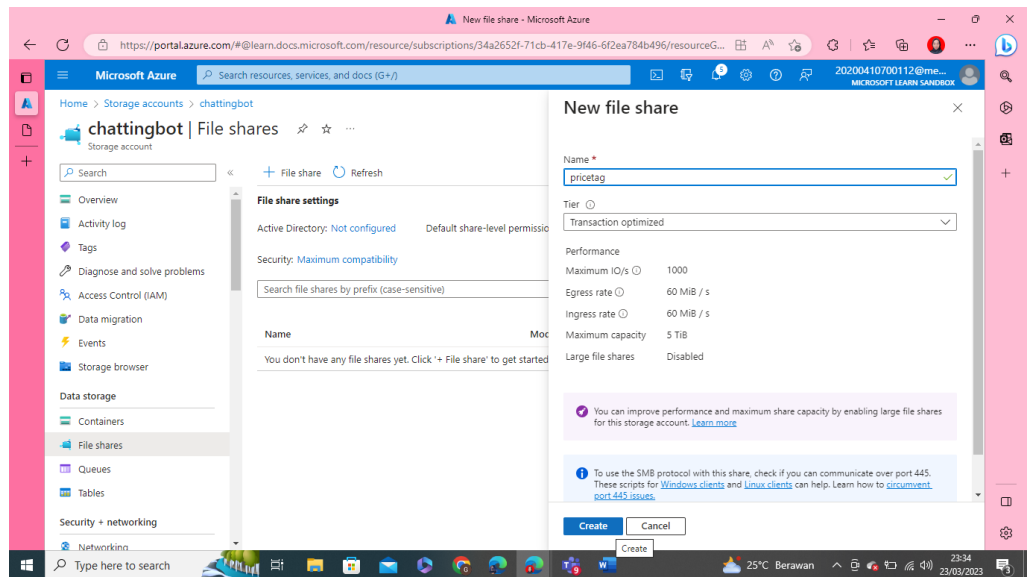 New file share - Microsoft Azure
https://portal.azure.com/#@learn.docs.microsoft.com/resource/subscriptions/34a2652f-71cb-417e-9f46-6f2ea784b496/resourceG...
Microsoft Azure
Search resources, services, and docs (G+/)
5
20200410700112@me...
MICROSOFT LEARN SANDBOX
Home > Storage accounts > chattingbot
chattingbot | File shares
Storage account
Search
Overview
Activity log
Tags
Diagnose and solve problems
Access Control (IAM)
Data migration
Events
Storage browser
Data storage
Containers
File shares
Queues
Tables
Security + networking
Networking
File share
Refresh
File share settings
Active Directory: Not configured
Default share-level permissio
Security: Maximum compatibility
Search file shares by prefix (case-sensitive)
Name
Moc
You don't have any file shares yet. Click '+ File share' to get started
New file share
Name *
pricetag
Tier
Transaction optimized
Performance
Maximum IO/s 1000
Egress rate 60 MiB / s
Ingress rate 60 MiB / s
Maximum capacity 5 TiB
Large file shares Disabled
You can improve performance and maximum share capacity by enabling large file shares
for this storage account. Learn more
To use the SMB protocol with this share, check if you can communicate over port 445.
These scripts for Windows clients and Linux clients can help. Learn how to circumvent
port 445 issues.
Create
Cancel
Create
Type here to search
25°C Berawan
23:34
23/03/2023
3